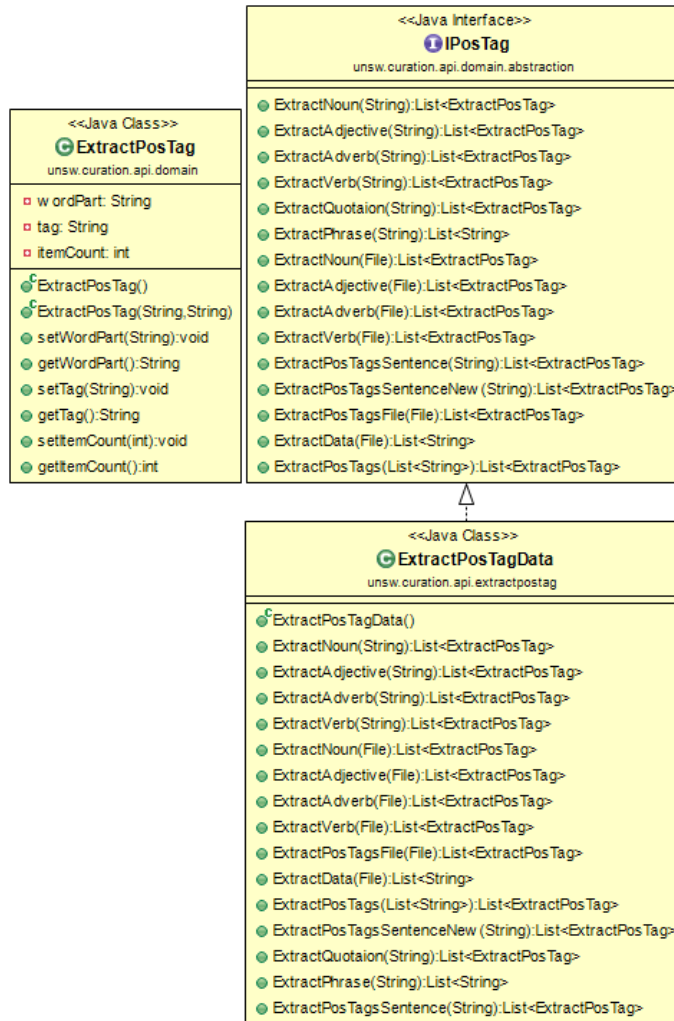 <<Java Interface>>
IPosTag
unsw.curation.api.domain.abstraction
ExtractNoun(String):List<ExtractPosTag>
ExtractAdjective(String):List<ExtractPosTag>
ExtractAdverb(String):List<ExtractPosTag>
ExtractVerb(String):List<ExtractPosTag>
ExtractQuotaion(String):List<ExtractPosTag>
ExtractPhrase(String):List<String>
ExtractNoun(File):List<ExtractPosTag>
ExtractAdjective(File):List<ExtractPosTag>
ExtractAdverb(File):List<ExtractPosTag>
ExtractVerb(File):List<ExtractPosTag>
ExtractPosTagsSentence(String):List<ExtractPosTag>
ExtractPosTagsSentenceNew(String):List<ExtractPosTag>
ExtractPosTagsFile(File):List<ExtractPosTag>
ExtractData(File):List<String>
ExtractPosTags(List<String>):List<ExtractPosTag>
<<Java Class>>
ExtractPosTag
unsw.curation.api.domain
wordPart: String
tag: String
itemCount: int
ExtractPosTag()
ExtractPosTag(String,String)
setWordPart(String):void
getWordPart():String
setTag(String):void
getTag():String
setItemCount(int):void
getItemCount():int
<<Java Class>>
ExtractPosTagData
unsw.curation.api.extractpostag
ExtractPosTagData()
ExtractNoun(String):List<ExtractPosTag>
ExtractAdjective(String):List<ExtractPosTag>
ExtractAdverb(String):List<ExtractPosTag>
ExtractVerb(String):List<ExtractPosTag>
ExtractNoun(File):List<ExtractPosTag>
ExtractAdjective(File):List<ExtractPosTag>
ExtractAdverb(File):List<ExtractPosTag>
ExtractVerb(File):List<ExtractPosTag>
ExtractPosTagsFile(File):List<ExtractPosTag>
ExtractData(File):List<String>
ExtractPosTags(List<String>):List<ExtractPosTag>
ExtractPosTagsSentenceNew(String):List<ExtractPosTag>
ExtractQuotaion(String):List<ExtractPosTag>
ExtractPhrase(String):List<String>
ExtractPosTagsSentence(String):List<ExtractPosTag>